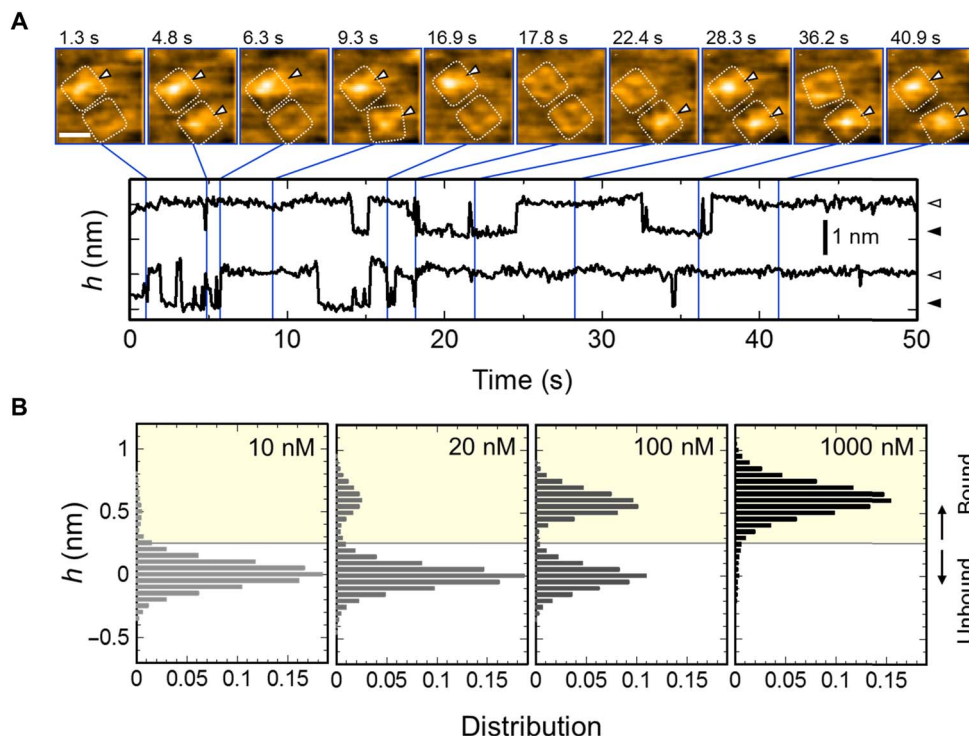 A
1.3 s 4.8 s 6.3 s 9.3 s 16.9 s 17.8 s 22.4 s 28.3 s 36.2 s 40.9 s
h (nm)
1 nm
0 10 20 30 40 50
Time (s)
B
10 nM 20 nM 100 nM 1000 nM
1
0.5
0
–0.5
h (nm)
Bound
Unbound
0 0.05 0.1 0.15 0 0.05 0.1 0.15 0 0.05 0.1 0.15 0 0.05 0.1 0.15
Distribution